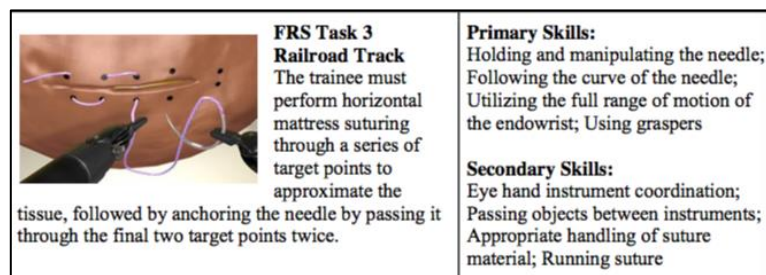 FRS Task 3
Railroad Track
The trainee must
perform horizontal
mattress suturing
through a series of
target points to
approximate the
tissue, followed by anchoring the needle by passing it
through the final two target points twice.
Primary Skills:
Holding and manipulating the needle;
Following the curve of the needle;
Utilizing the full range of motion of
the endowrist; Using graspers
Secondary Skills:
Eye hand instrument coordination;
Passing objects between instruments;
Appropriate handling of suture
material; Running suture